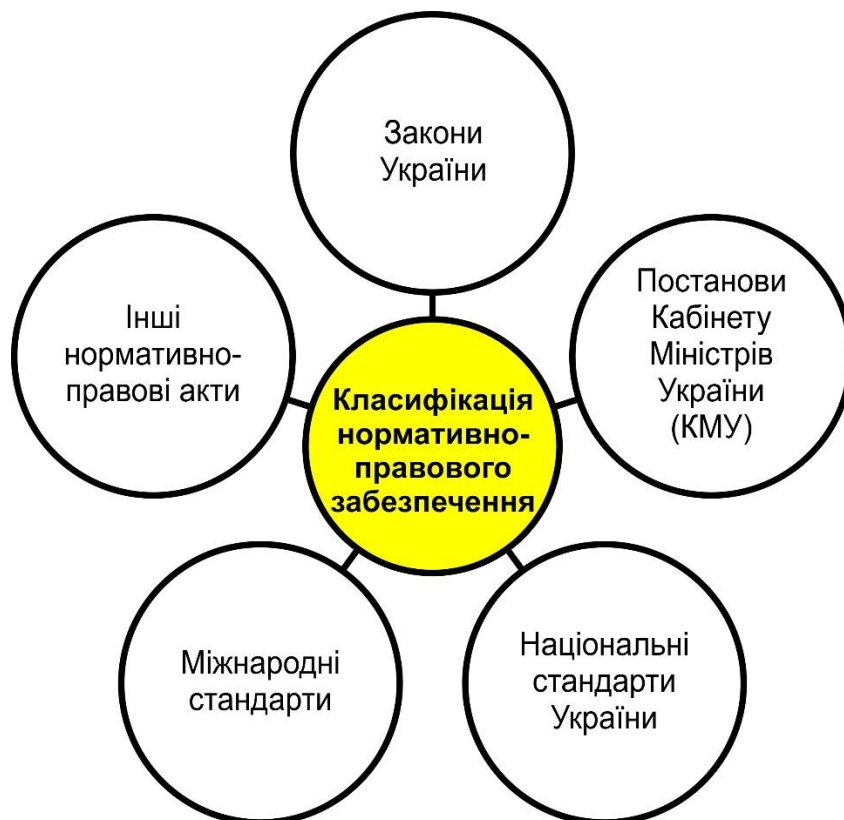 Закони
України
Постанови
Кабінету
Міністрів
України
(КМУ)
Інші
нормативно-
правові акти
Класифікація
нормативно-
правового
забезпечення
Міжнародні
стандарти
Національні
стандарти
України